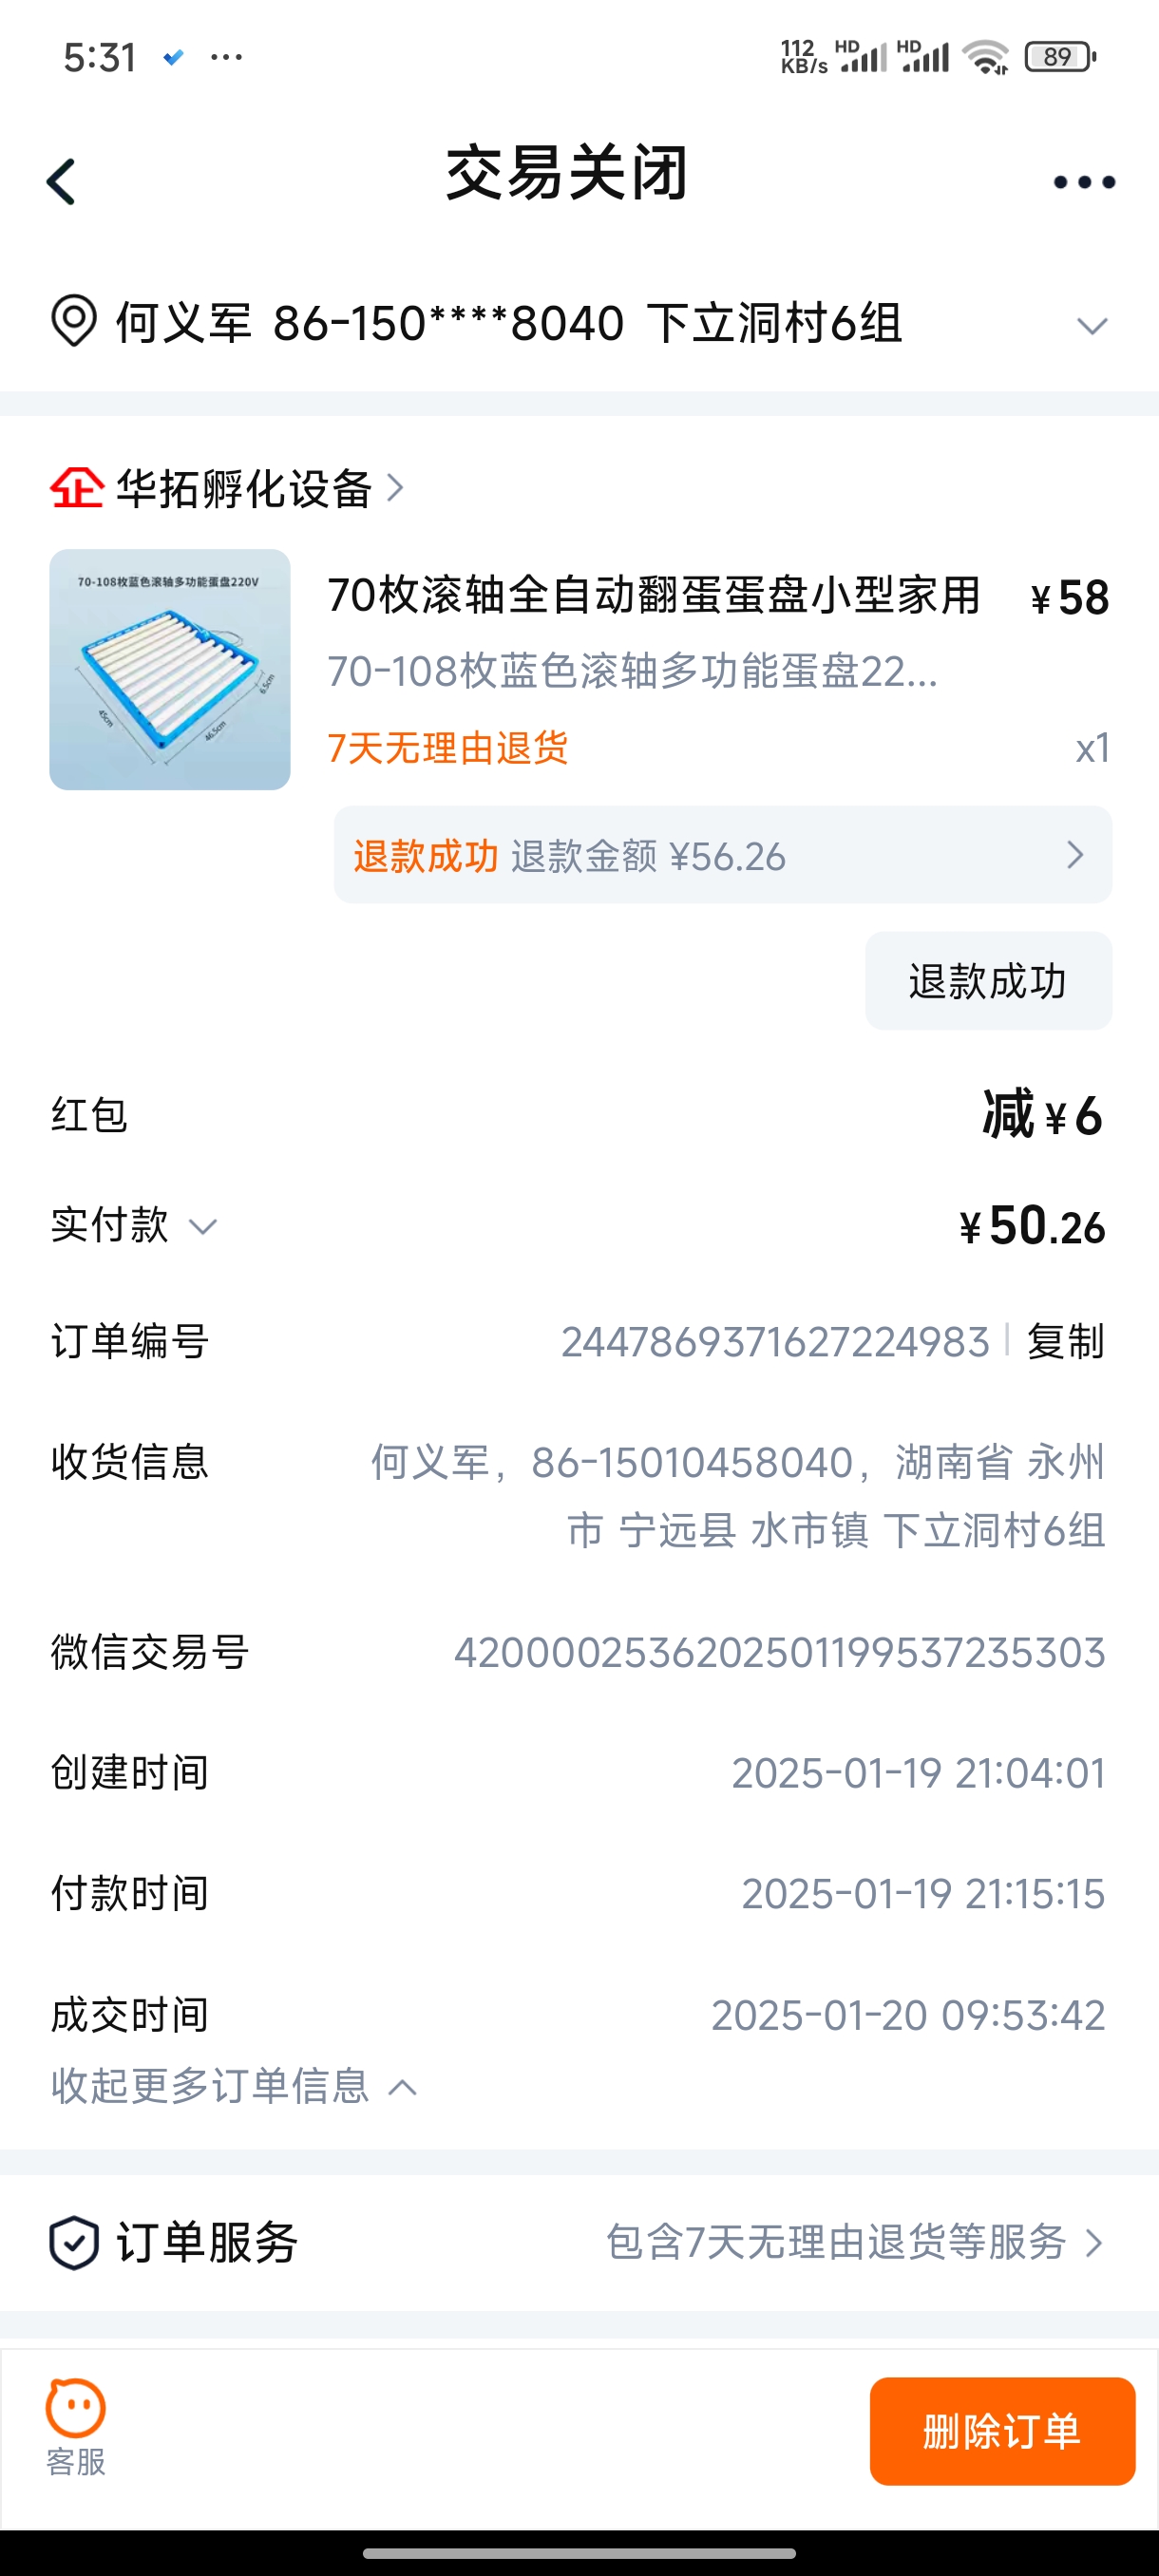 5:31
112 KB/s HD HD 89
交易关闭
何义军 86-150****8040 下立洞村6组
企 华拓孵化设备
70-108枚蓝色滚轴多功能蛋盘220V
45cm
46.5cm
6.5cm
70枚滚轴全自动翻蛋蛋盘小型家用 ¥58
70-108枚蓝色滚轴多功能蛋盘22...
7天无理由退货 x1
退款成功 退款金额 ¥56.26
退款成功
红包 减¥6
实付款 ¥50.26
订单编号 2447869371627224983 复制
收货信息 何义军，86-15010458040，湖南省 永州
市 宁远县 水市镇 下立洞村6组
微信交易号 4200002536202501199537235303
创建时间 2025-01-19 21:04:01
付款时间 2025-01-19 21:15:15
成交时间 2025-01-20 09:53:42
收起更多订单信息
订单服务 包含7天无理由退货等服务
客服
删除订单